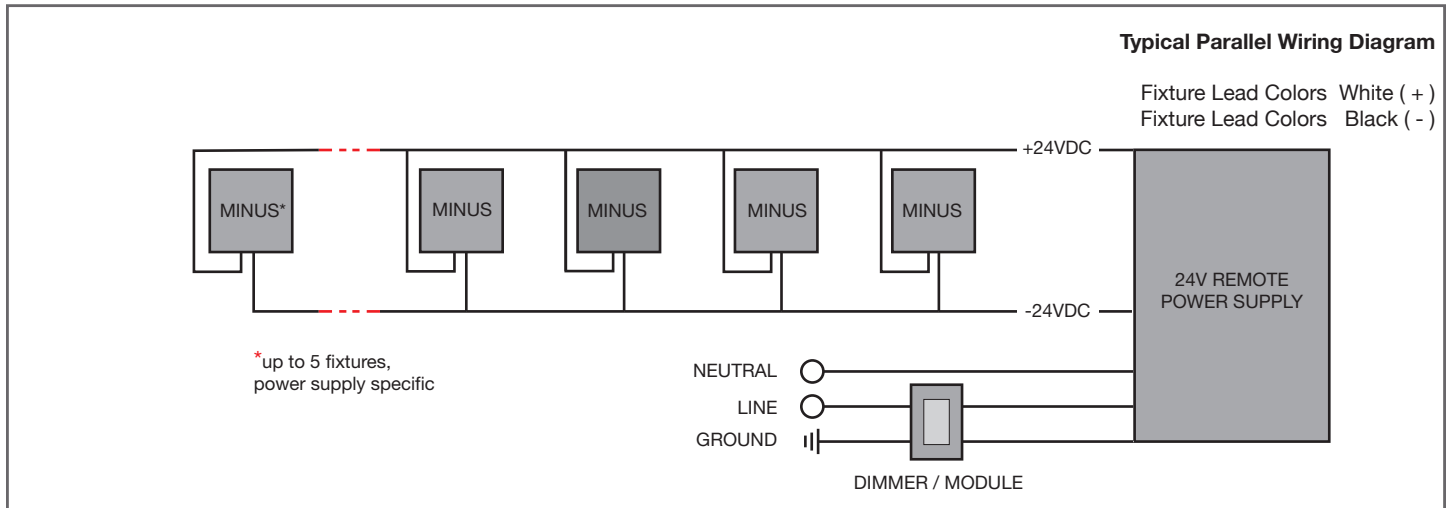 Typical Parallel Wiring Diagram
Fixture Lead Colors White ( + )
Fixture Lead Colors Black ( - )
+24VDC
MINUS*
MINUS
MINUS
MINUS
MINUS
24V REMOTE
POWER SUPPLY
-24VDC
*up to 5 fixtures,
power supply specific
NEUTRAL
LINE
GROUND
DIMMER / MODULE